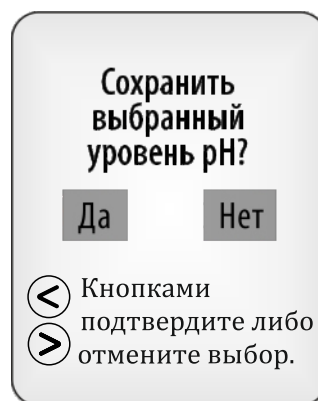 Сохранить
выбранный
уровень pH?
Да Нет
< Кнопками
подтвердите либо
> отмените выбор.